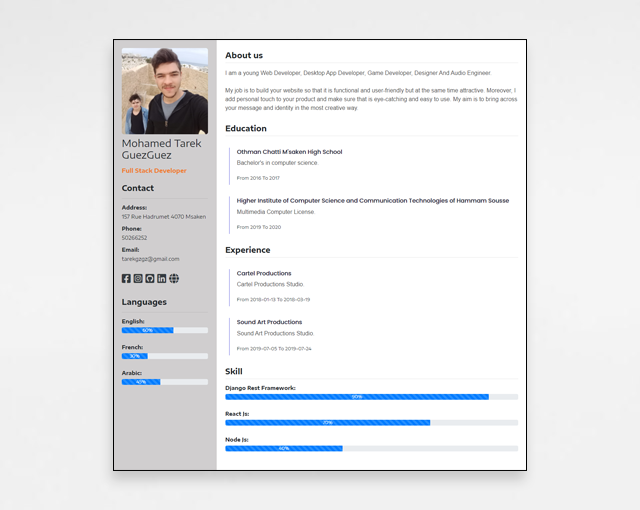 Mohamed Tarek
GuezGuez
Full Stack Developer
Contact
Address:
157 Rue Hadrumet 4070 Msaken
Phone:
50266252
Email:
tarekgzgz@gmail.com
Languages
English:
60%
French:
30%
Arabic:
45%
About us
I am a young Web Developer, Desktop App Developer, Game Developer, Designer And Audio Engineer
My job is to build your website so that it is functional and user-friendly but at the same time attractive. Moreover, I
add personal touch to your product and make sure that is eye-catching and easy to use. My aim is to bring across
your message and identity in the most creative way.
Education
Othman Chatti M'saken High School
Bachelor's in computer science
From 2016 To 2017
Higher Institute of Computer Science and Communication Technologies of Hammam Sousse
Multimedia Computer License
From 2019 To 2020
Experience
Cartel Productions
Cartel Productions Studio.
From 2018-01-13 To 2018-03-19
Sound Art Productions
Sound Art Productions Studio.
From 2019-07-05 To 2019-07-24
Skill
Django Rest Framework:
90%
React Js:
70%
Node Js:
40%